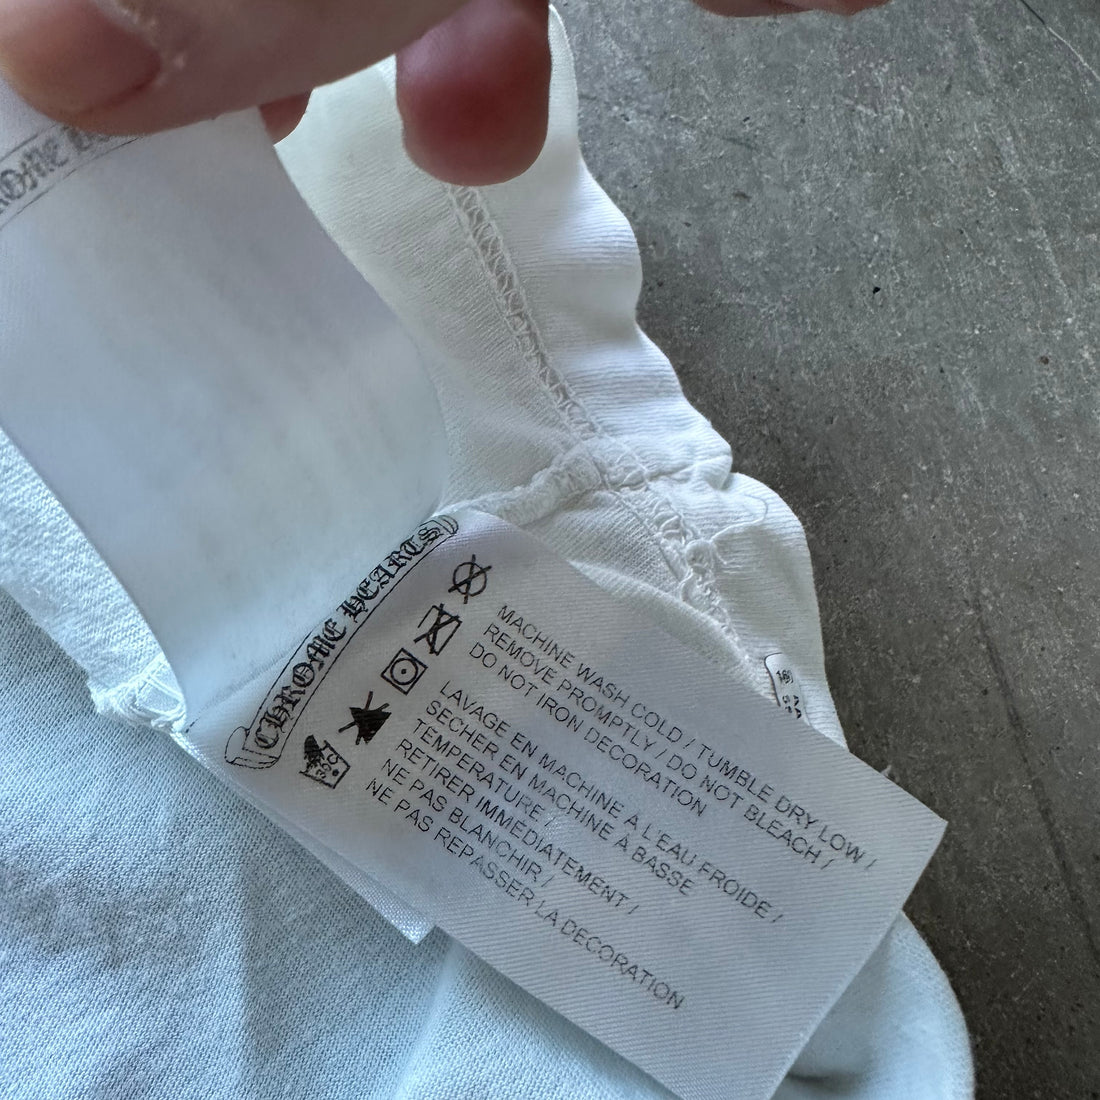 CHROME HEARTS
MACHINE WASH COLD / TUMBLE DRY LOW /
REMOVE PROMPTLY / DO NOT BLEACH /
DO NOT IRON DECORATION
LAVAGE EN MACHINE A L'EAU FROIDE /
SECHER EN MACHINE À BASSE
TEMPERATURE /
RETIRER IMMÉDIATEMENT /
NE PAS BLANCHIR /
NE PAS REPASSER LA DECORATION